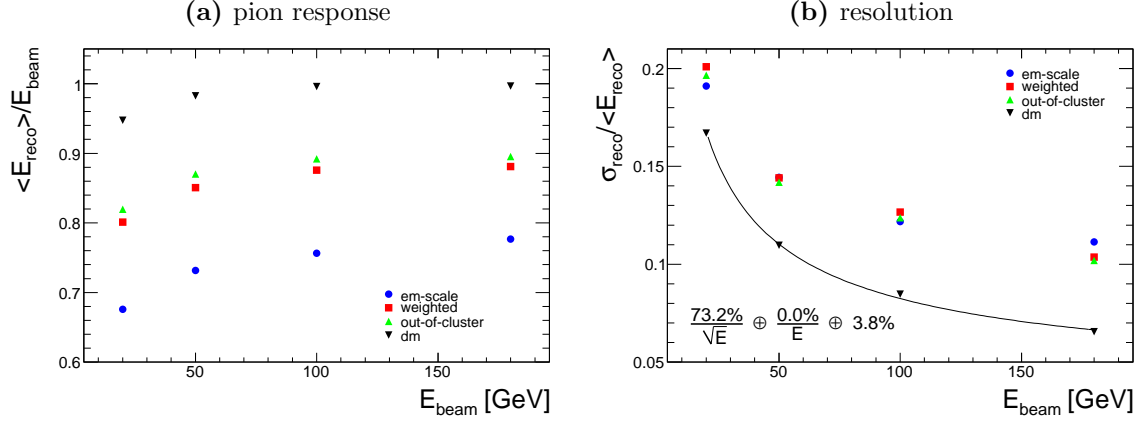 (a) pion response
<E_reco>/E_beam
1
0.9
0.8
0.7
0.6
em-scale
weighted
out-of-cluster
dm
50
100
150
E_beam [GeV]
(b) resolution
σ_reco/<E_reco>
0.2
0.15
0.1
0.05
em-scale
weighted
out-of-cluster
dm
73.2%/√E ⊕ 0.0%/E ⊕ 3.8%
50
100
150
E_beam [GeV]